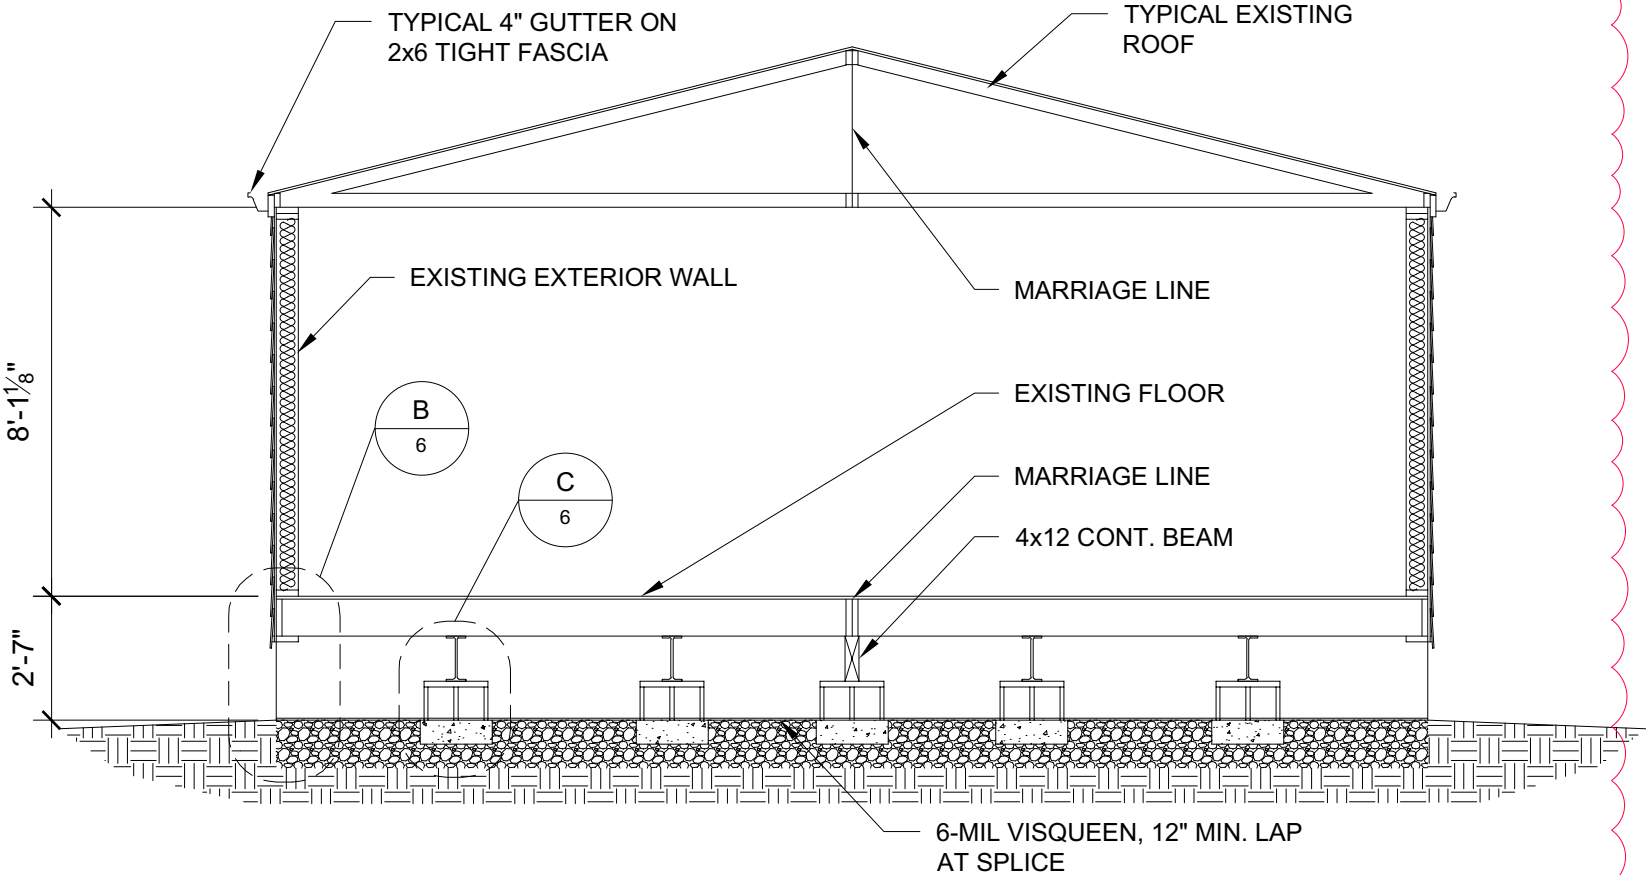 TYPICAL 4" GUTTER ON
2x6 TIGHT FASCIA
TYPICAL EXISTING
ROOF
EXISTING EXTERIOR WALL
MARRIAGE LINE
8'-1⅛"
B
6
EXISTING FLOOR
C
6
MARRIAGE LINE
4x12 CONT. BEAM
2'-7"
6-MIL VISQUEEN, 12" MIN. LAP
AT SPLICE